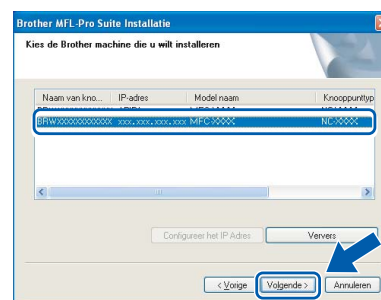 Brother MFL-Pro Suite Installatie
Kies de Brother machine die u wilt installeren
Naam van kno... IP-adres Model naam Knooppunttyp
BRWXXXXXXXXXXXX xxx.xxx.xxx.xxx MFC-XXXX NC-XXXX
Configureer het IP Adres Ververs
< Vorige Volgende > Annuleren